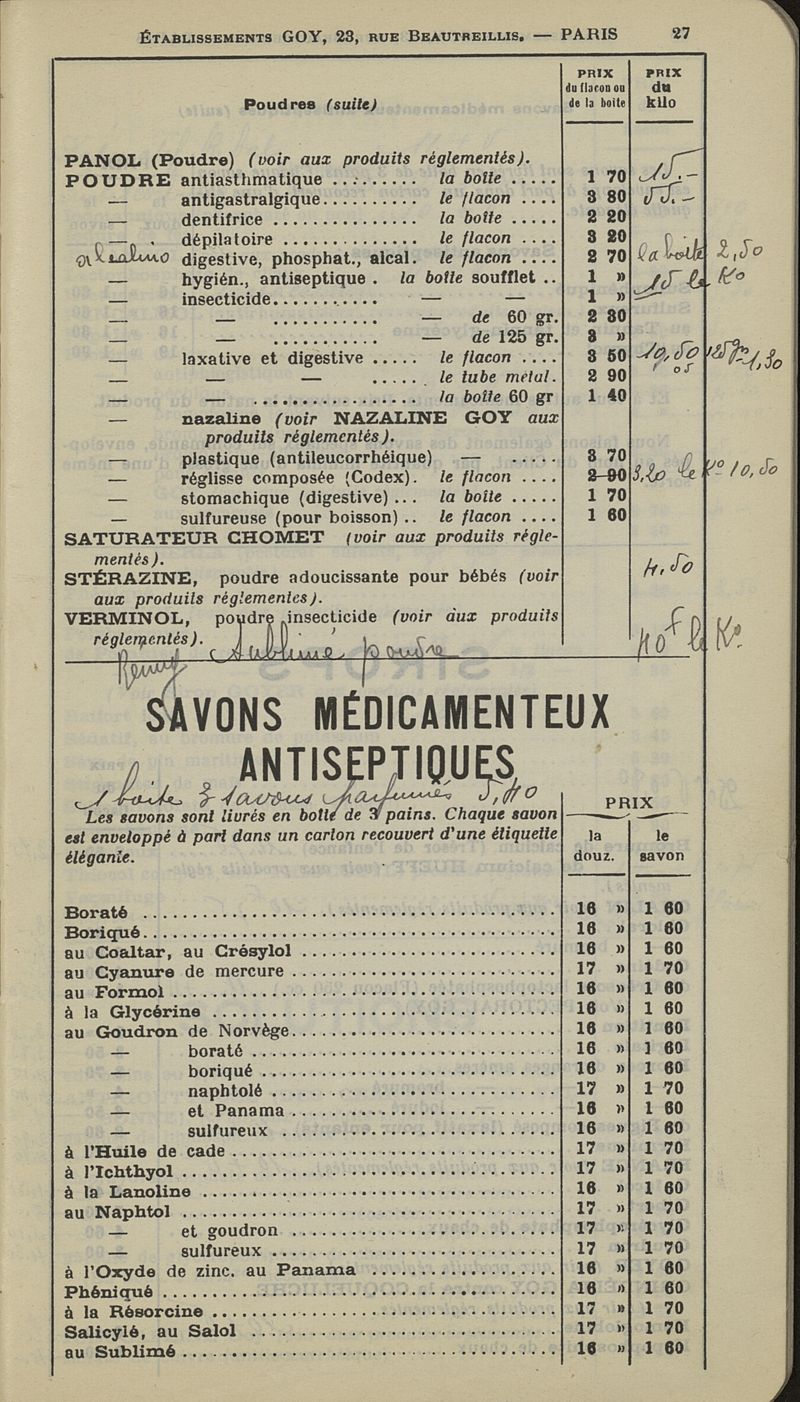 ÉTABLISSEMENTS GOY, 23, RUE BEAUTREILLIS. — PARIS 27
Poudres (suite)
PRIX du flacon ou de la boite
PRIX du kilo
PANOL (Poudre) (voir aux produits réglementés).
POUDRE antiasthmatique ......... la boîte ..... 1 70 15.-
— antigastralgique.......... le flacon .... 3 80 55.-
— dentifrice ............... la boîte ..... 2 20
— dépilatoire .............. le flacon .... 3 20
— digestive, phosphat., alcal. le flacon .... 2 70 la boîte 2,50
— hygién., antiseptique . la boîte soufflet .. 1 » 15 le Ko
— insecticide........... — — 1 »
— — ........... — de 60 gr. 2 30
— — ........... — de 125 gr. 3 »
— laxative et digestive ..... le flacon .... 3 50 10,50 125gr 1,30
— — — ...... le tube métal. 2 90
— — ................. la boîte 60 gr 1 40
— nazaline (voir NAZALINE GOY aux
produits réglementés).
— plastique (antileucorrhéique) — ..... 3 70
— réglisse composée (Codex). le flacon .... 2 90 3,20 le Ko 10,50
— stomachique (digestive) ... la boîte ..... 1 70
— sulfureuse (pour boisson) .. le flacon .... 1 60
SATURATEUR CHOMET (voir aux produits régle-
mentés).
STÉRAZINE, poudre adoucissante pour bébés (voir 4,50
aux produits réglementés).
VERMINOL, poudre insecticide (voir aux produits
réglementés). 40f le Ko
Sublimé poudre
SAVONS MÉDICAMENTEUX
ANTISEPTIQUES
1 boite 3 savons parfumés 5,40
Les savons sont livrés en boîte de 3 pains. Chaque savon
est enveloppé à part dans un carton recouvert d'une étiquette
élégante.
PRIX
la douz.
le savon
Boraté ........ 16 » 1 60
Boriqué........ 16 » 1 60
au Coaltar, au Crésylol ........ 16 » 1 60
au Cyanure de mercure ........ 17 » 1 70
au Formol ........ 16 » 1 60
à la Glycérine ........ 16 » 1 60
au Goudron de Norvège........ 16 » 1 60
— boraté ........ 16 » 1 60
— boriqué ........ 16 » 1 60
— naphtolé ........ 17 » 1 70
— et Panama ........ 16 » 1 60
— sulfureux ........ 16 » 1 60
à l'Huile de cade ........ 17 » 1 70
à l'Ichthyol ........ 17 » 1 70
à la Lanoline ........ 16 » 1 60
au Naphtol ........ 17 » 1 70
— et goudron ........ 17 » 1 70
— sulfureux ........ 17 » 1 70
à l'Oxyde de zinc. au Panama ........ 16 » 1 60
Phéniqué ........ 16 » 1 60
à la Résorcine ........ 17 » 1 70
Salicylé, au Salol ........ 17 » 1 70
au Sublimé ........ 16 » 1 60